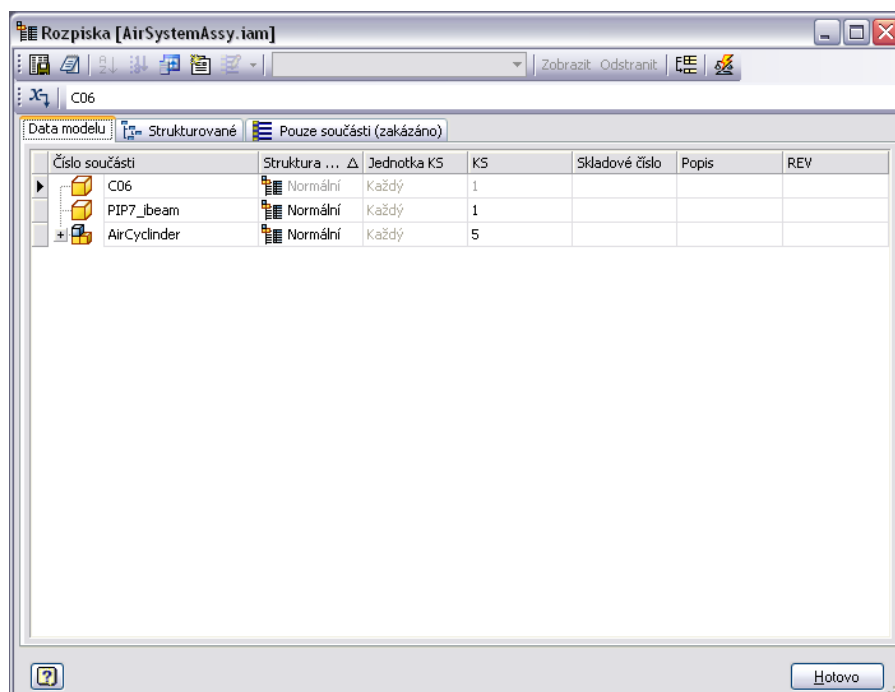 Rozpiska [AirSystemAssy.iam]
Zobrazit Odstranit
C06
Data modelu Strukturované Pouze součásti (zakázáno)
Číslo součásti Struktura ... Jednotka KS KS Skladové číslo Popis REV
C06 Normální Každý 1
PIP7_ibeam Normální Každý 1
AirCyclinder Normální Každý 5
Hotovo